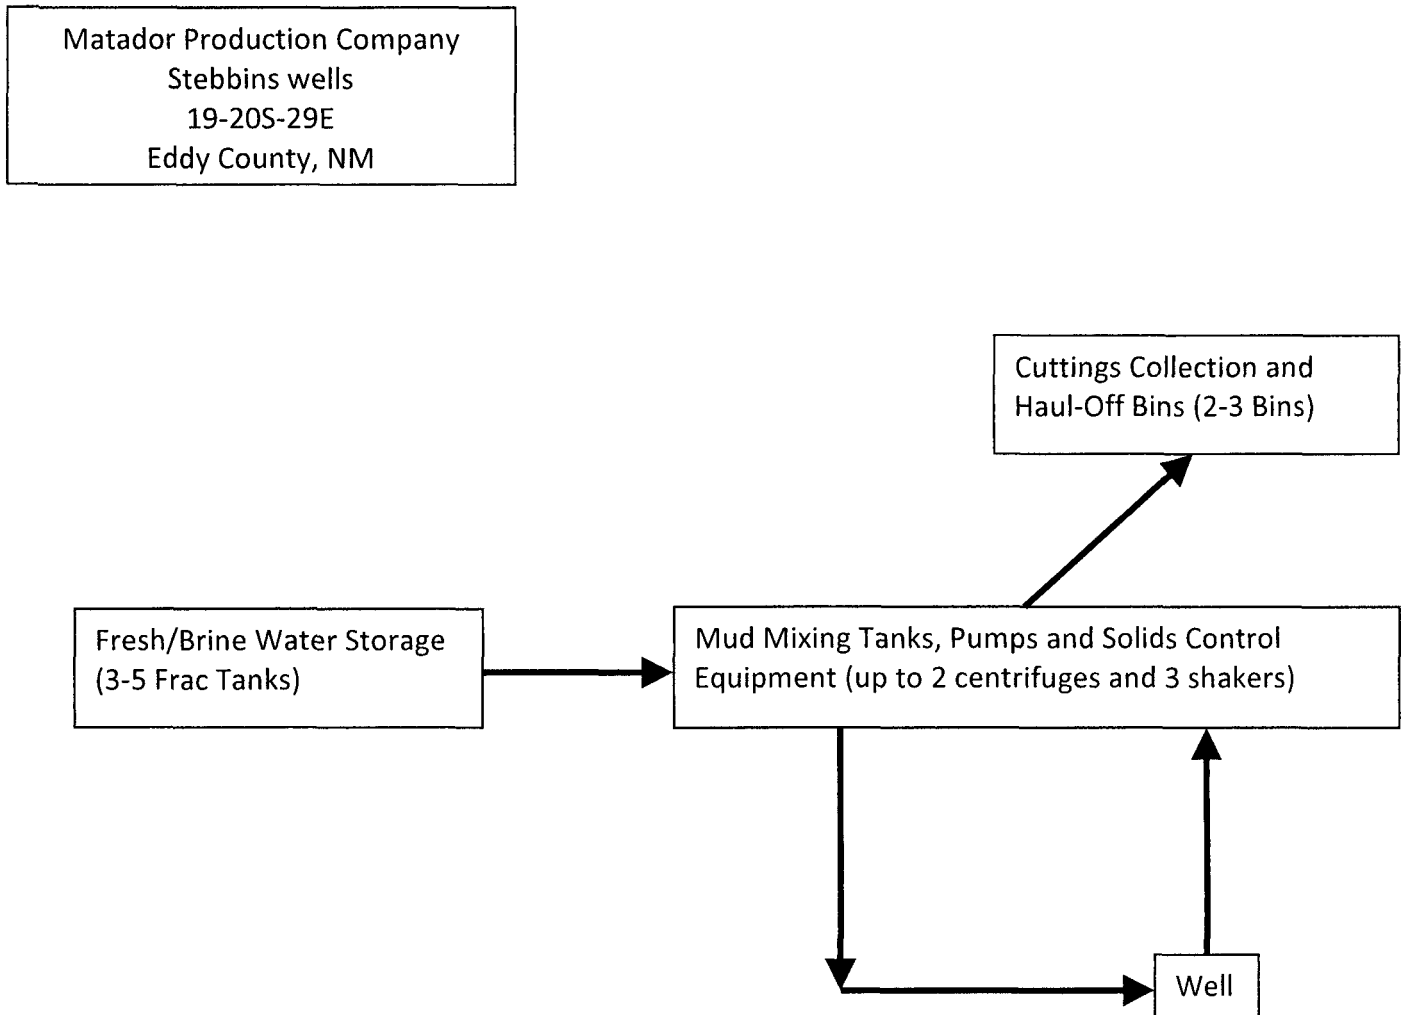 Matador Production Company
Stebbins wells
19-20S-29E
Eddy County, NM
Cuttings Collection and
Haul-Off Bins (2-3 Bins)
Fresh/Brine Water Storage
(3-5 Frac Tanks)
Mud Mixing Tanks, Pumps and Solids Control
Equipment (up to 2 centrifuges and 3 shakers)
Well